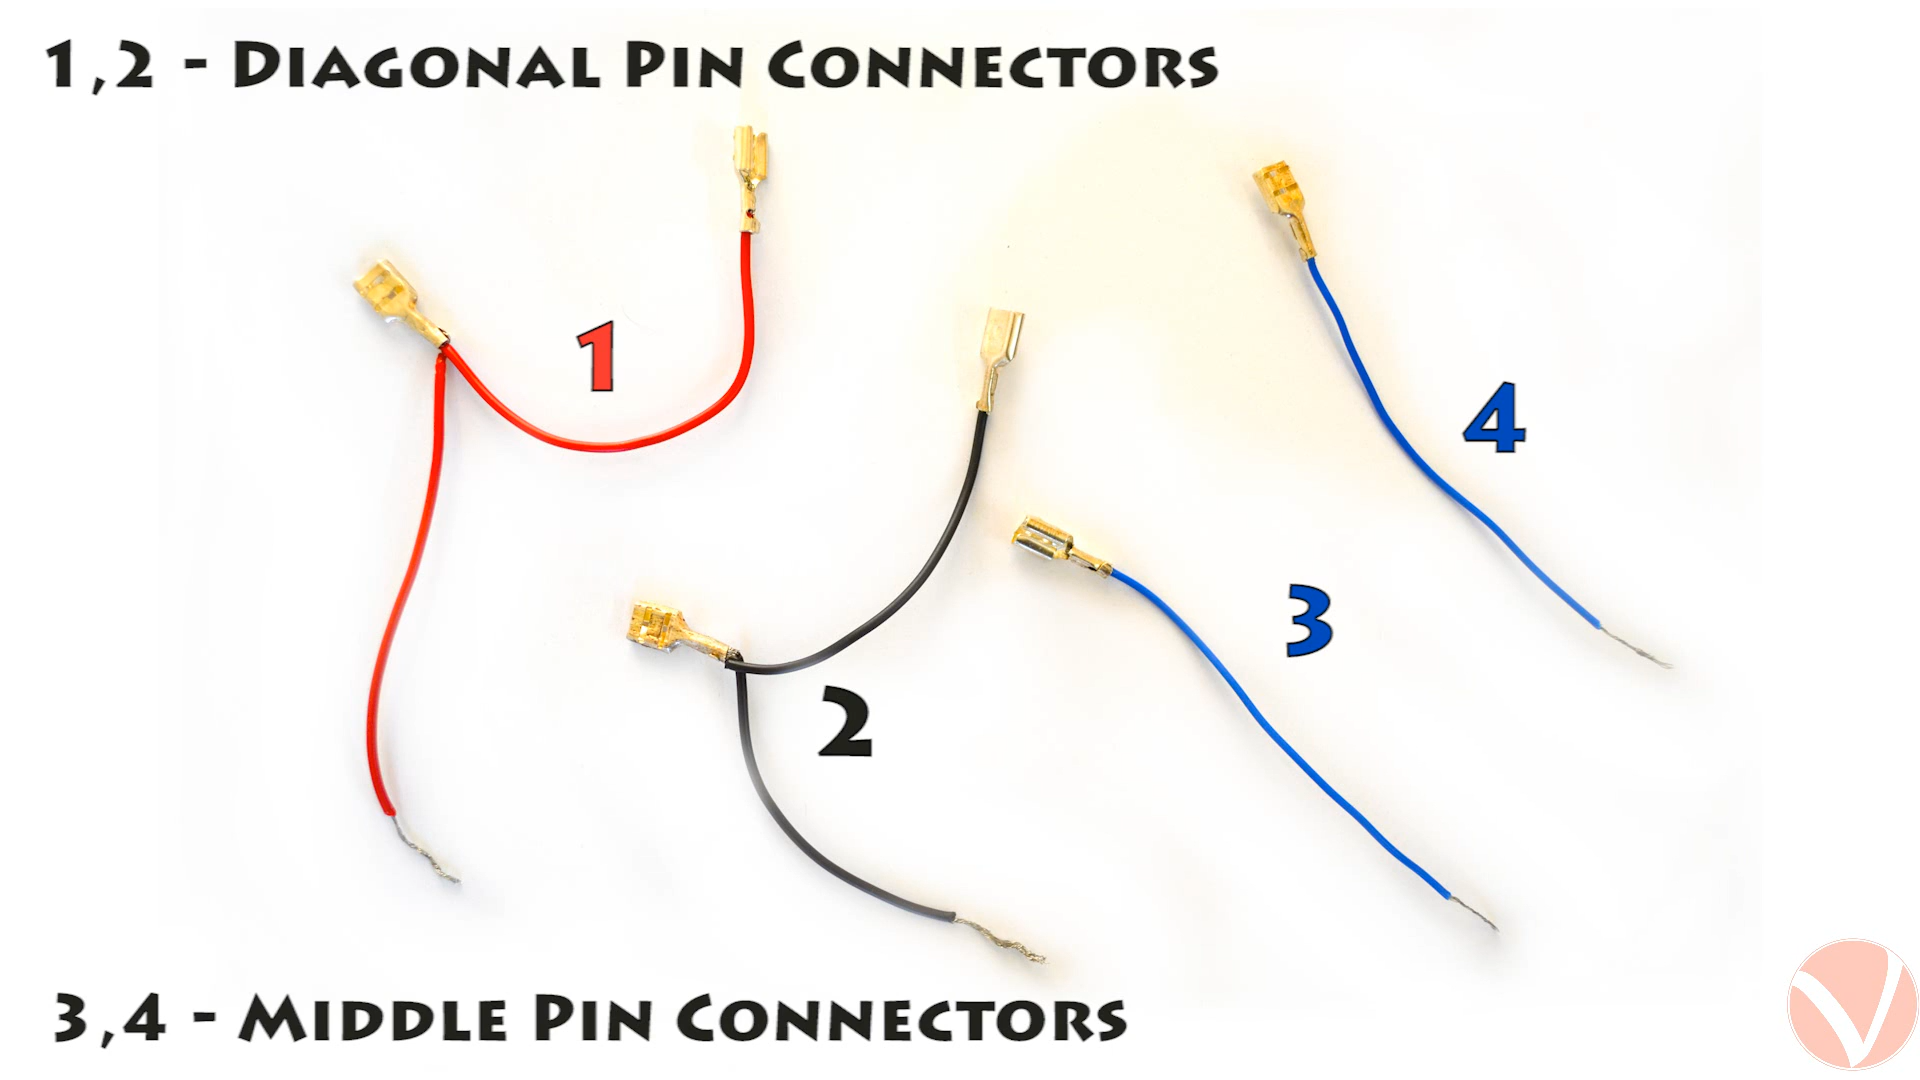 1,2 - Diagonal Pin Connectors
1
4
3
2
3,4 - Middle Pin Connectors